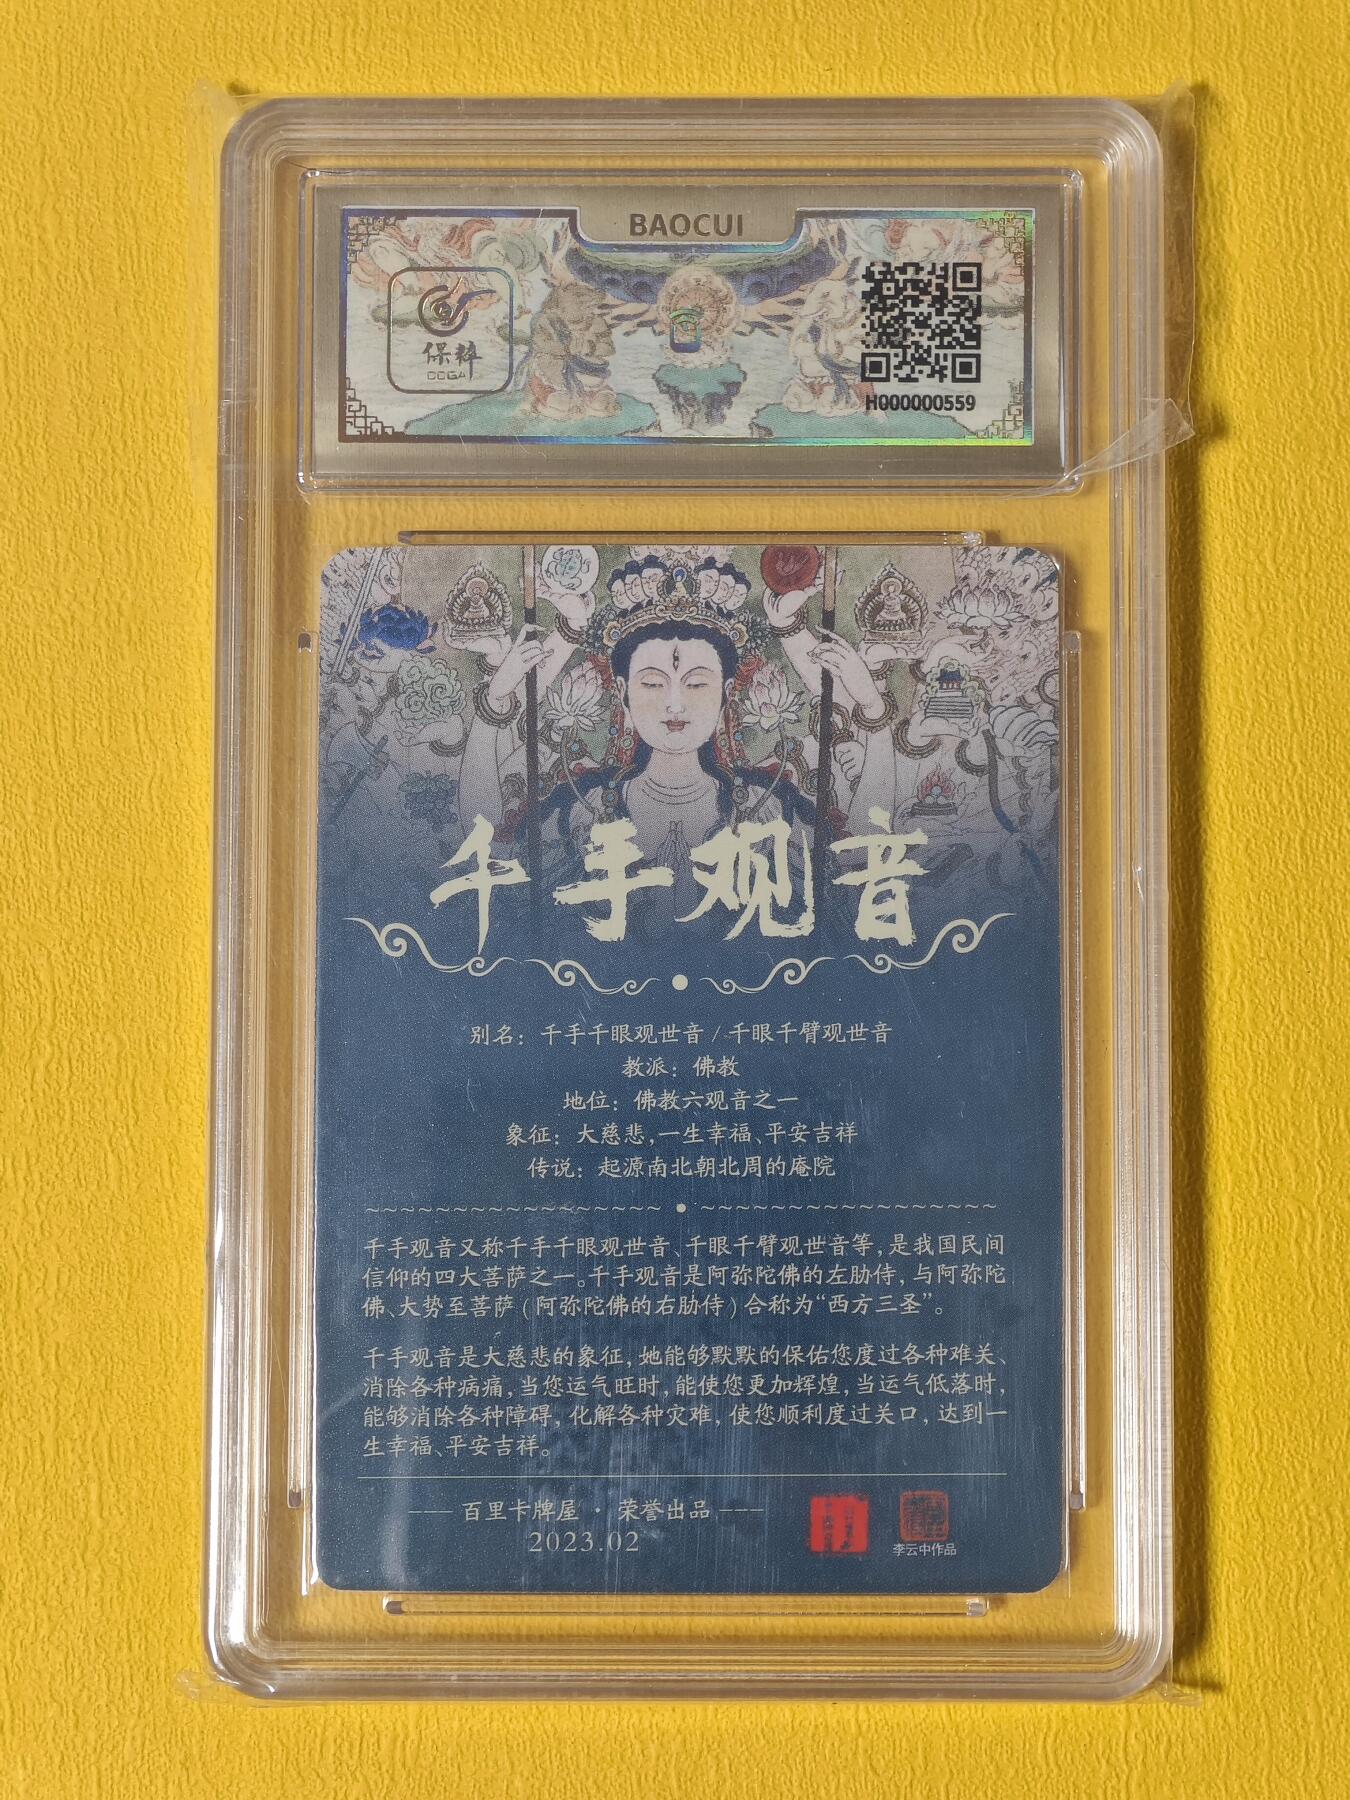 BAOCUI
保粹
CCGA
H000000559
千手观音
别名：千手千眼观世音 / 千眼千臂观世音
教派：佛教
地位：佛教六观音之一
象征：大慈悲,一生幸福、平安吉祥
传说：起源南北朝北周的庵院
千手观音又称千手千眼观世音、千眼千臂观世音等, 是我国民间
信仰的四大菩萨之一。千手观音是阿弥陀佛的左胁侍, 与阿弥陀
佛、大势至菩萨 ( 阿弥陀佛的右胁侍 ) 合称为“西方三圣”。
千手观音是大慈悲的象征, 她能够默默的保佑您度过各种难关、
消除各种病痛, 当您运气旺时, 能使您更加辉煌, 当运气低落时,
能够消除各种障碍, 化解各种灾难, 使您顺利度过关口, 达到一
生幸福、平安吉祥。
--- 百里卡牌屋 · 荣誉出品 ---
2023.02
李云中作品